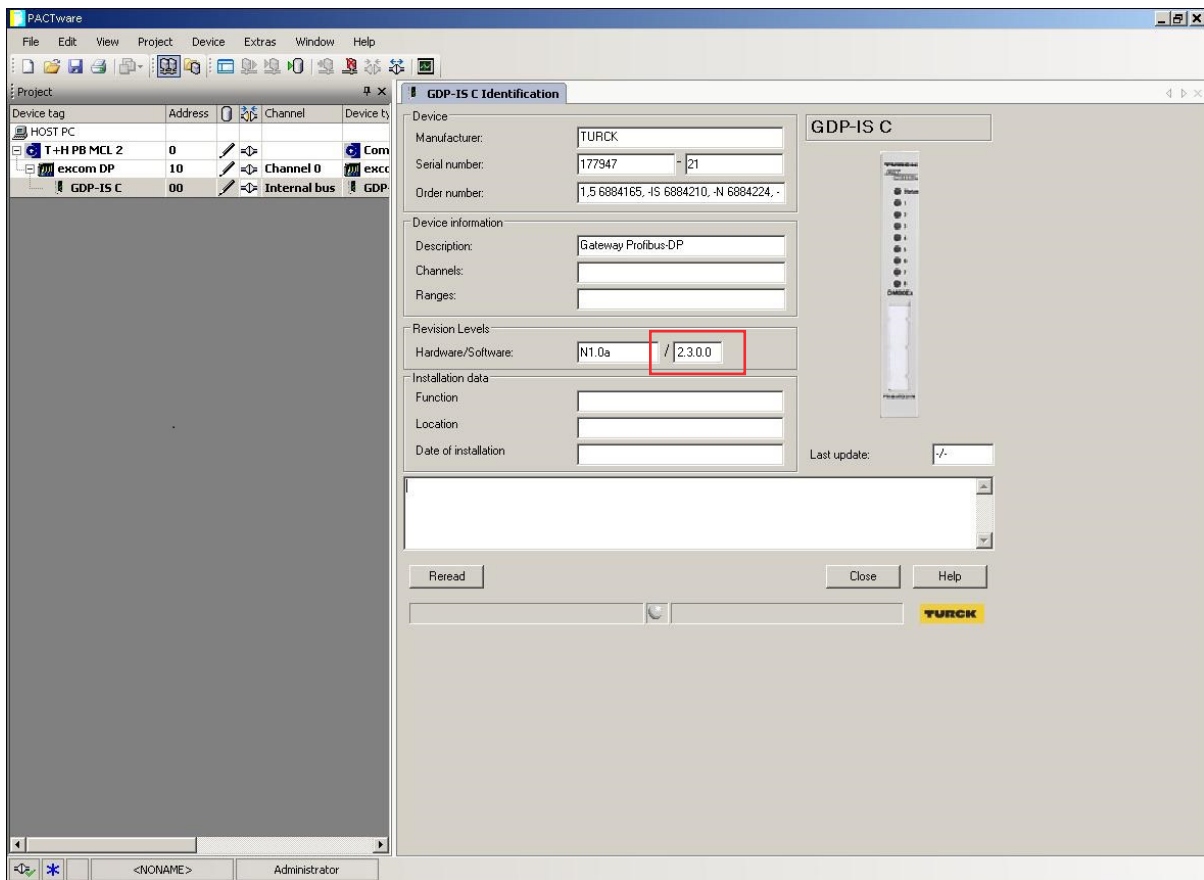 PACTware
File Edit View Project Device Extras Window Help
Project
Device tag Address Channel Device ty
HOST PC
T+H PB MCL 2 0 Com
excom DP 10 Channel 0 exco
GDP-IS C 00 Internal bus GDP-
GDP-IS C Identification
Device
Manufacturer: TURCK
Serial number: 177947 - 21
Order number: 1,5 6884165, -IS 6884210, -N 6884224, -
GDP-IS C
Device information
Description: Gateway Profibus-DP
Channels:
Ranges:
Revision Levels
Hardware/Software: N1.0a / 2.3.0.0
Installation data
Function
Location
Date of installation
Last update: -/-
Reread Close Help
TURCK
<NONAME> Administrator